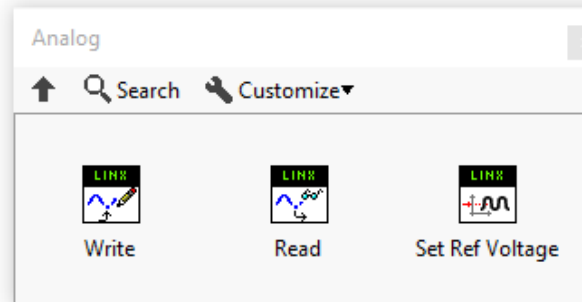 Analog
Search Customize
LINX LINX LINX
Write Read Set Ref Voltage